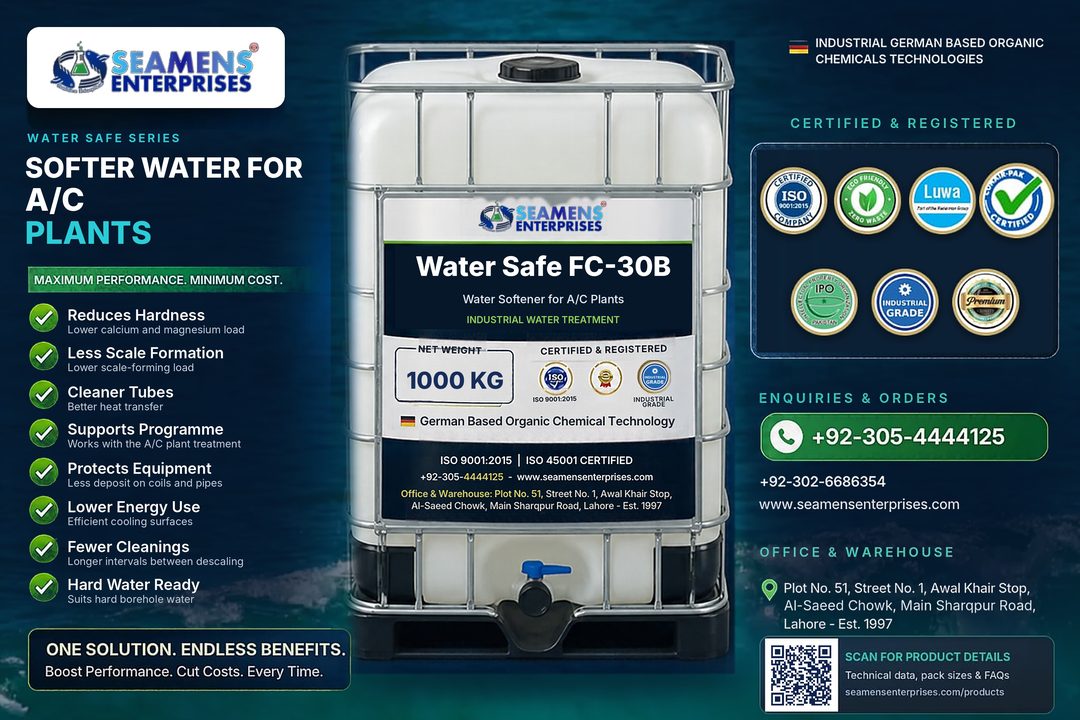 SEAMENS
ENTERPRISES
WATER SAFE SERIES
SOFTER WATER FOR
A/C
PLANTS
MAXIMUM PERFORMANCE. MINIMUM COST.
Reduces Hardness
Lower calcium and magnesium load
Less Scale Formation
Lower scale-forming load
Cleaner Tubes
Better heat transfer
Supports Programme
Works with the A/C plant treatment
Protects Equipment
Less deposit on coils and pipes
Lower Energy Use
Efficient cooling surfaces
Fewer Cleanings
Longer intervals between descaling
Hard Water Ready
Suits hard borehole water
ONE SOLUTION. ENDLESS BENEFITS.
Boost Performance. Cut Costs. Every Time.
SEAMENS
ENTERPRISES
Water Safe FC-30B
Water Softener for A/C Plants
INDUSTRIAL WATER TREATMENT
NET WEIGHT
1000 KG
CERTIFIED & REGISTERED
ISO
ISO 9001:2015
INDUSTRIAL
GRADE
INDUSTRIAL
GRADE
German Based Organic Chemical Technology
ISO 9001:2015 | ISO 45001 CERTIFIED
+92-305-4444125 - www.seamensenterprises.com
Office & Warehouse: Plot No. 51, Street No. 1, Awal Khair Stop,
Al-Saeed Chowk, Main Sharqpur Road, Lahore - Est. 1997
INDUSTRIAL GERMAN BASED ORGANIC
CHEMICALS TECHNOLOGIES
CERTIFIED & REGISTERED
CERTIFIED
ISO
9001:2015
COMPANY
ECO FRIENDLY
ZERO WASTE
Luwa
CERTIFIED
IPO
PAKISTAN
INDUSTRIAL
GRADE
Premium
ENQUIRIES & ORDERS
+92-305-4444125
+92-302-6686354
www.seamensenterprises.com
OFFICE & WAREHOUSE
Plot No. 51, Street No. 1, Awal Khair Stop,
Al-Saeed Chowk, Main Sharqpur Road,
Lahore - Est. 1997
SCAN FOR PRODUCT DETAILS
Technical data, pack sizes & FAQs
seamensenterprises.com/products